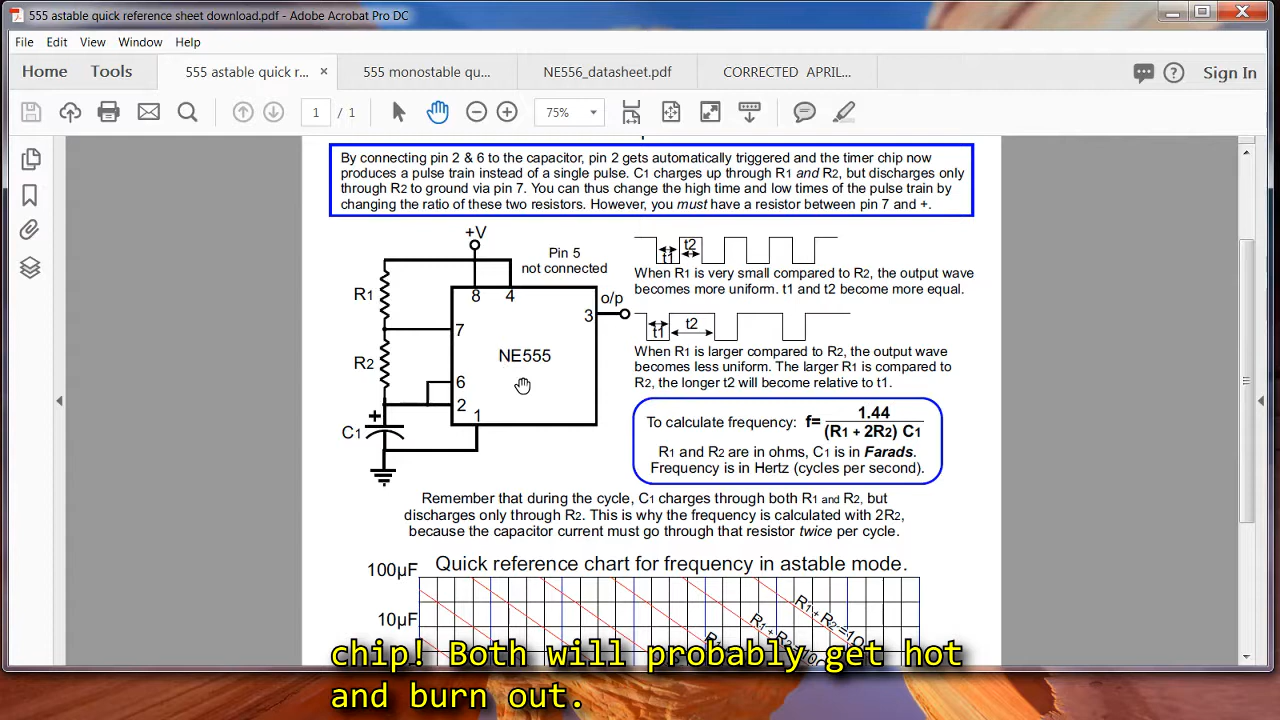 555 astable quick reference sheet download.pdf - Adobe Acrobat Pro DC
File Edit View Window Help
Home Tools 555 astable quick r... × 555 monostable qu... NE556_datasheet.pdf CORRECTED APRIL... Sign In
1 / 1 75%
By connecting pin 2 & 6 to the capacitor, pin 2 gets automatically triggered and the timer chip now
produces a pulse train instead of a single pulse. C1 charges up through R1 and R2, but discharges only
through R2 to ground via pin 7. You can thus change the high time and low times of the pulse train by
changing the ratio of these two resistors. However, you must have a resistor between pin 7 and +.
+V
Pin 5
not connected
R1
8 4
o/p
3
7
R2
NE555
6
2
1
+
C1
t1 t2
When R1 is very small compared to R2, the output wave
becomes more uniform. t1 and t2 become more equal.
t1 t2
When R1 is larger compared to R2, the output wave
becomes less uniform. The larger R1 is compared to
R2, the longer t2 will become relative to t1.
To calculate frequency: f= 1.44
(R1 + 2R2) C1
R1 and R2 are in ohms, C1 is in Farads.
Frequency is in Hertz (cycles per second).
Remember that during the cycle, C1 charges through both R1 and R2, but
discharges only through R2. This is why the frequency is calculated with 2R2,
because the capacitor current must go through that resistor twice per cycle.
Quick reference chart for frequency in astable mode.
100µF
10µF
chip! Both will probably get hot
and burn out.